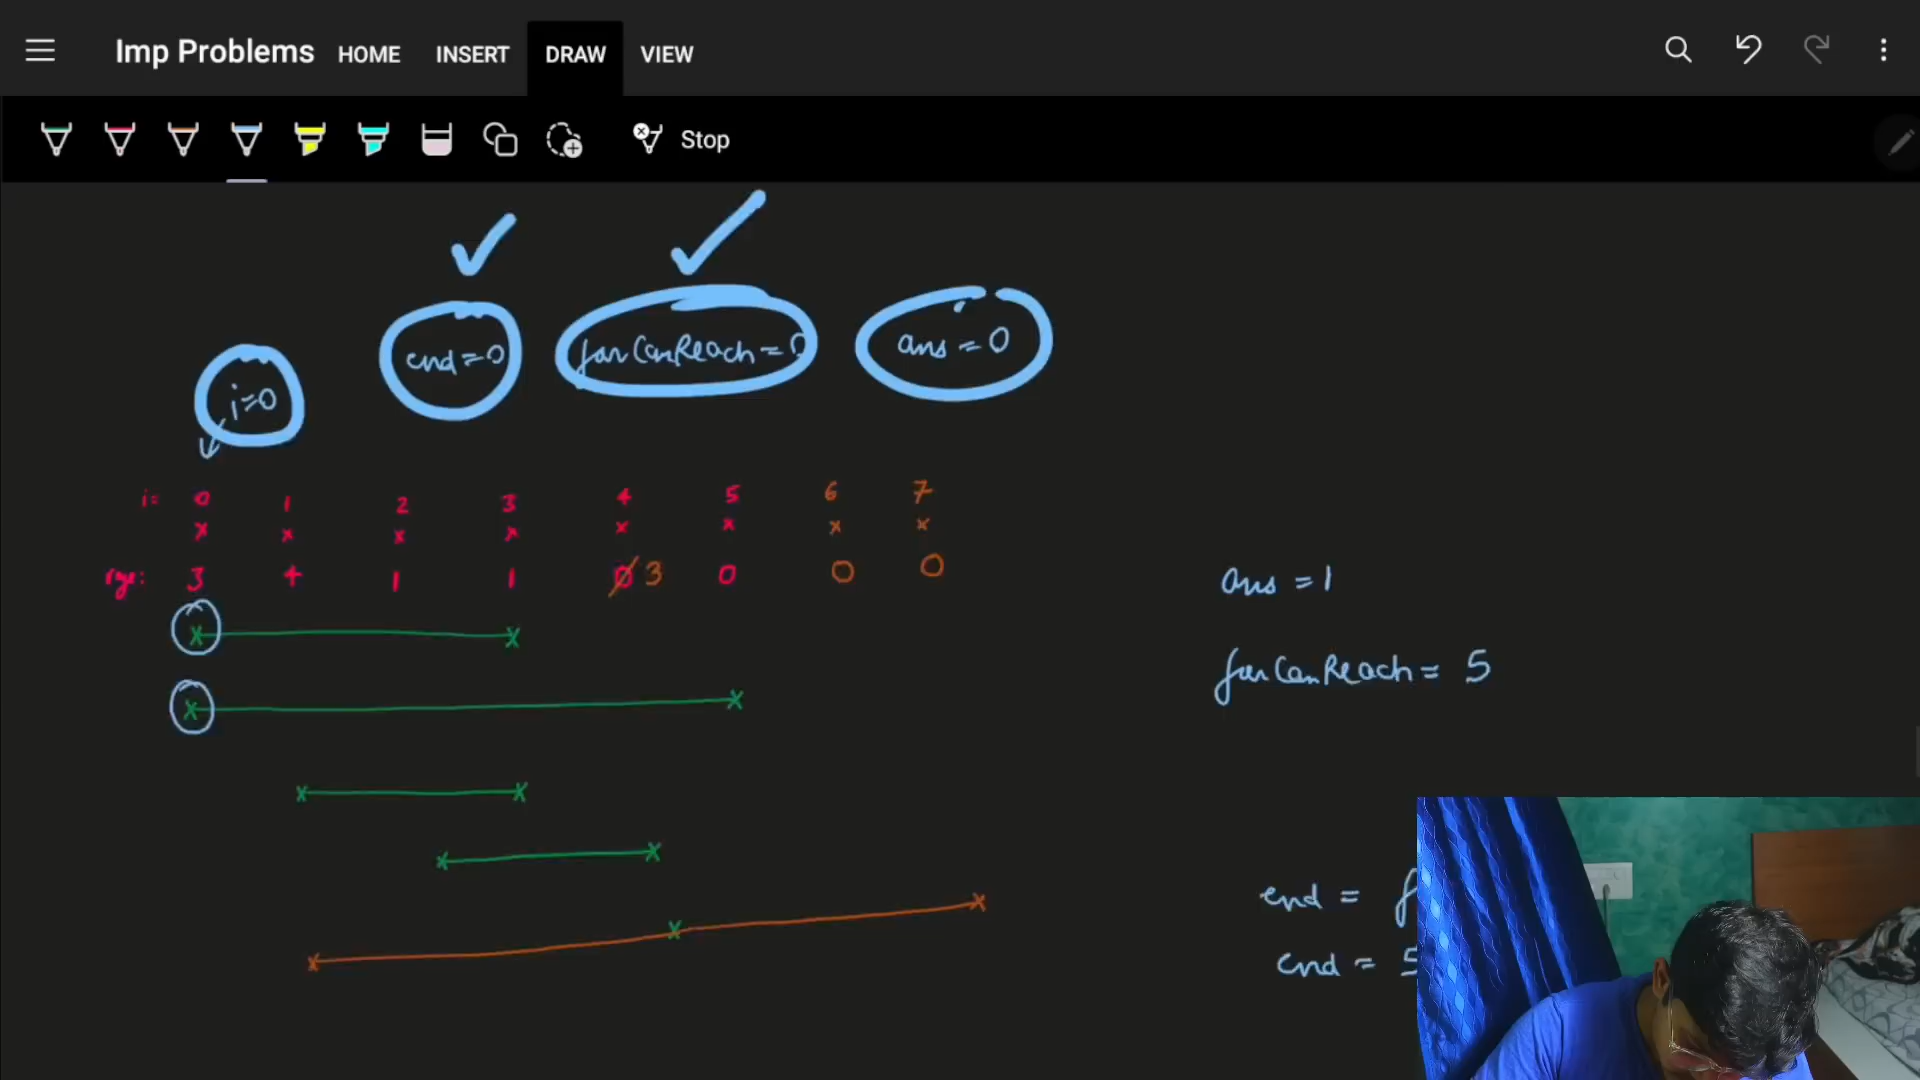 Imp Problems HOME INSERT DRAW VIEW
Stop
end=0 farCanReach=0 ans=0
i=0
i= 0 1 2 3 4 5 6 7
x x x x x x x x
rge: 3 4 1 1 0 3 0 0 0
ans = 1
farCanReach = 5
end = f
end = 5